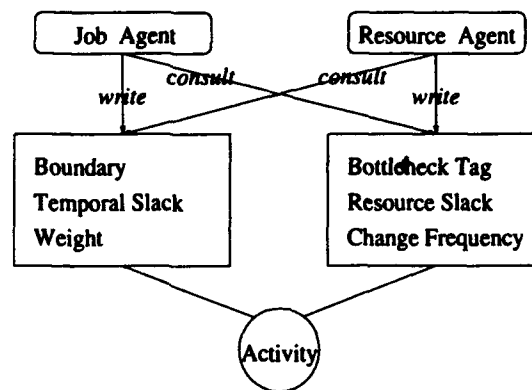 Job Agent
Resource Agent
consult
consult
write
write
Boundary
Temporal Slack
Weight
Bottleneck Tag
Resource Slack
Change Frequency
Activity